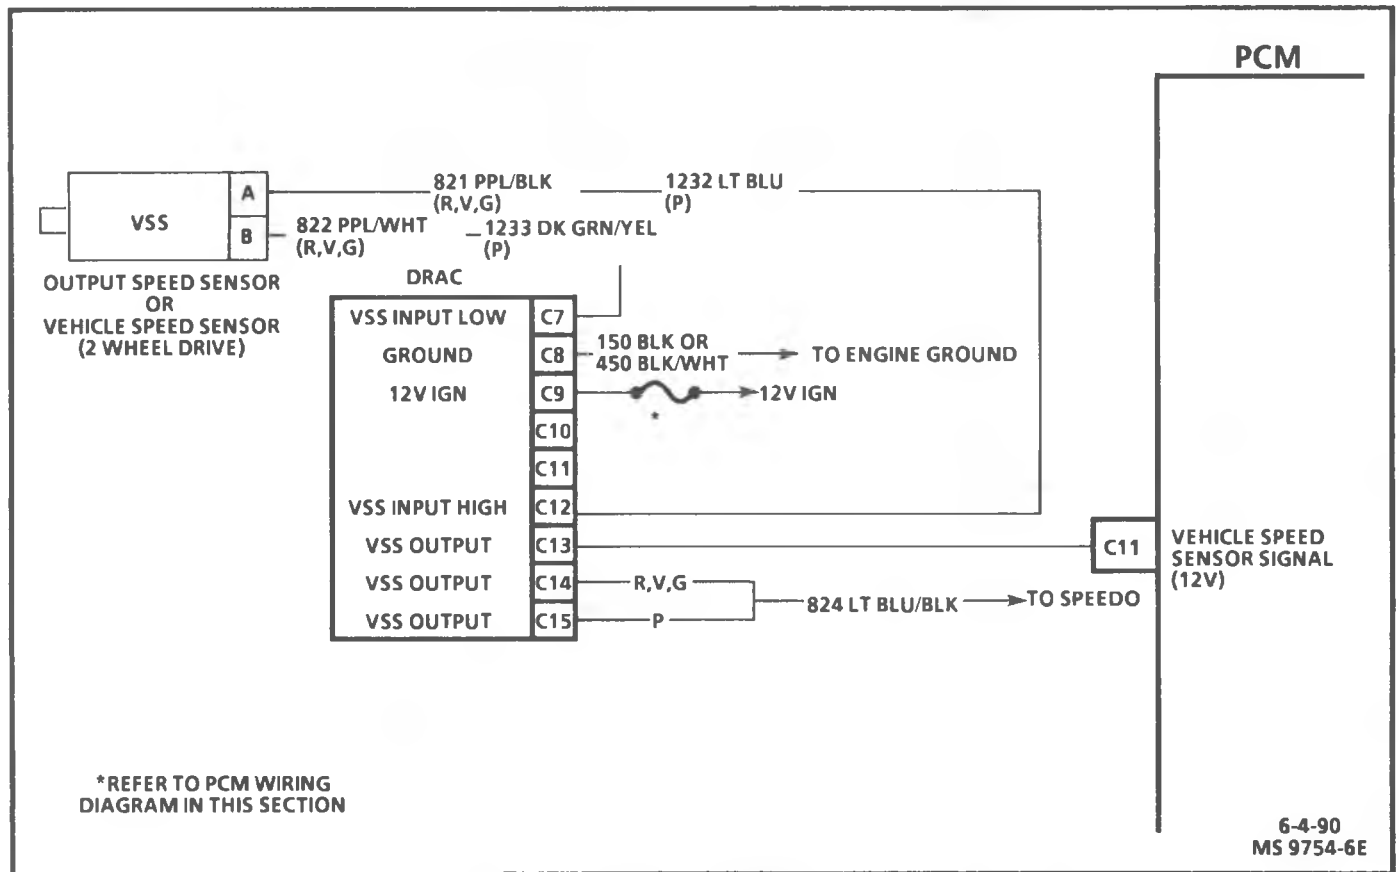 PCM
VSS
A
B
821 PPL/BLK
(R,V,G)
1232 LT BLU
(P)
822 PPL/WHT
(R,V,G)
1233 DK GRN/YEL
(P)
OUTPUT SPEED SENSOR
OR
VEHICLE SPEED SENSOR
(2 WHEEL DRIVE)
DRAC
VSS INPUT LOW C7
GROUND C8
150 BLK OR
450 BLK/WHT
TO ENGINE GROUND
12V IGN C9
*
12V IGN
C10
C11
VSS INPUT HIGH C12
VSS OUTPUT C13
C11
VEHICLE SPEED
SENSOR SIGNAL
(12V)
VSS OUTPUT C14
R,V,G
824 LT BLU/BLK
TO SPEEDO
VSS OUTPUT C15
P
*REFER TO PCM WIRING
DIAGRAM IN THIS SECTION
6-4-90
MS 9754-6E